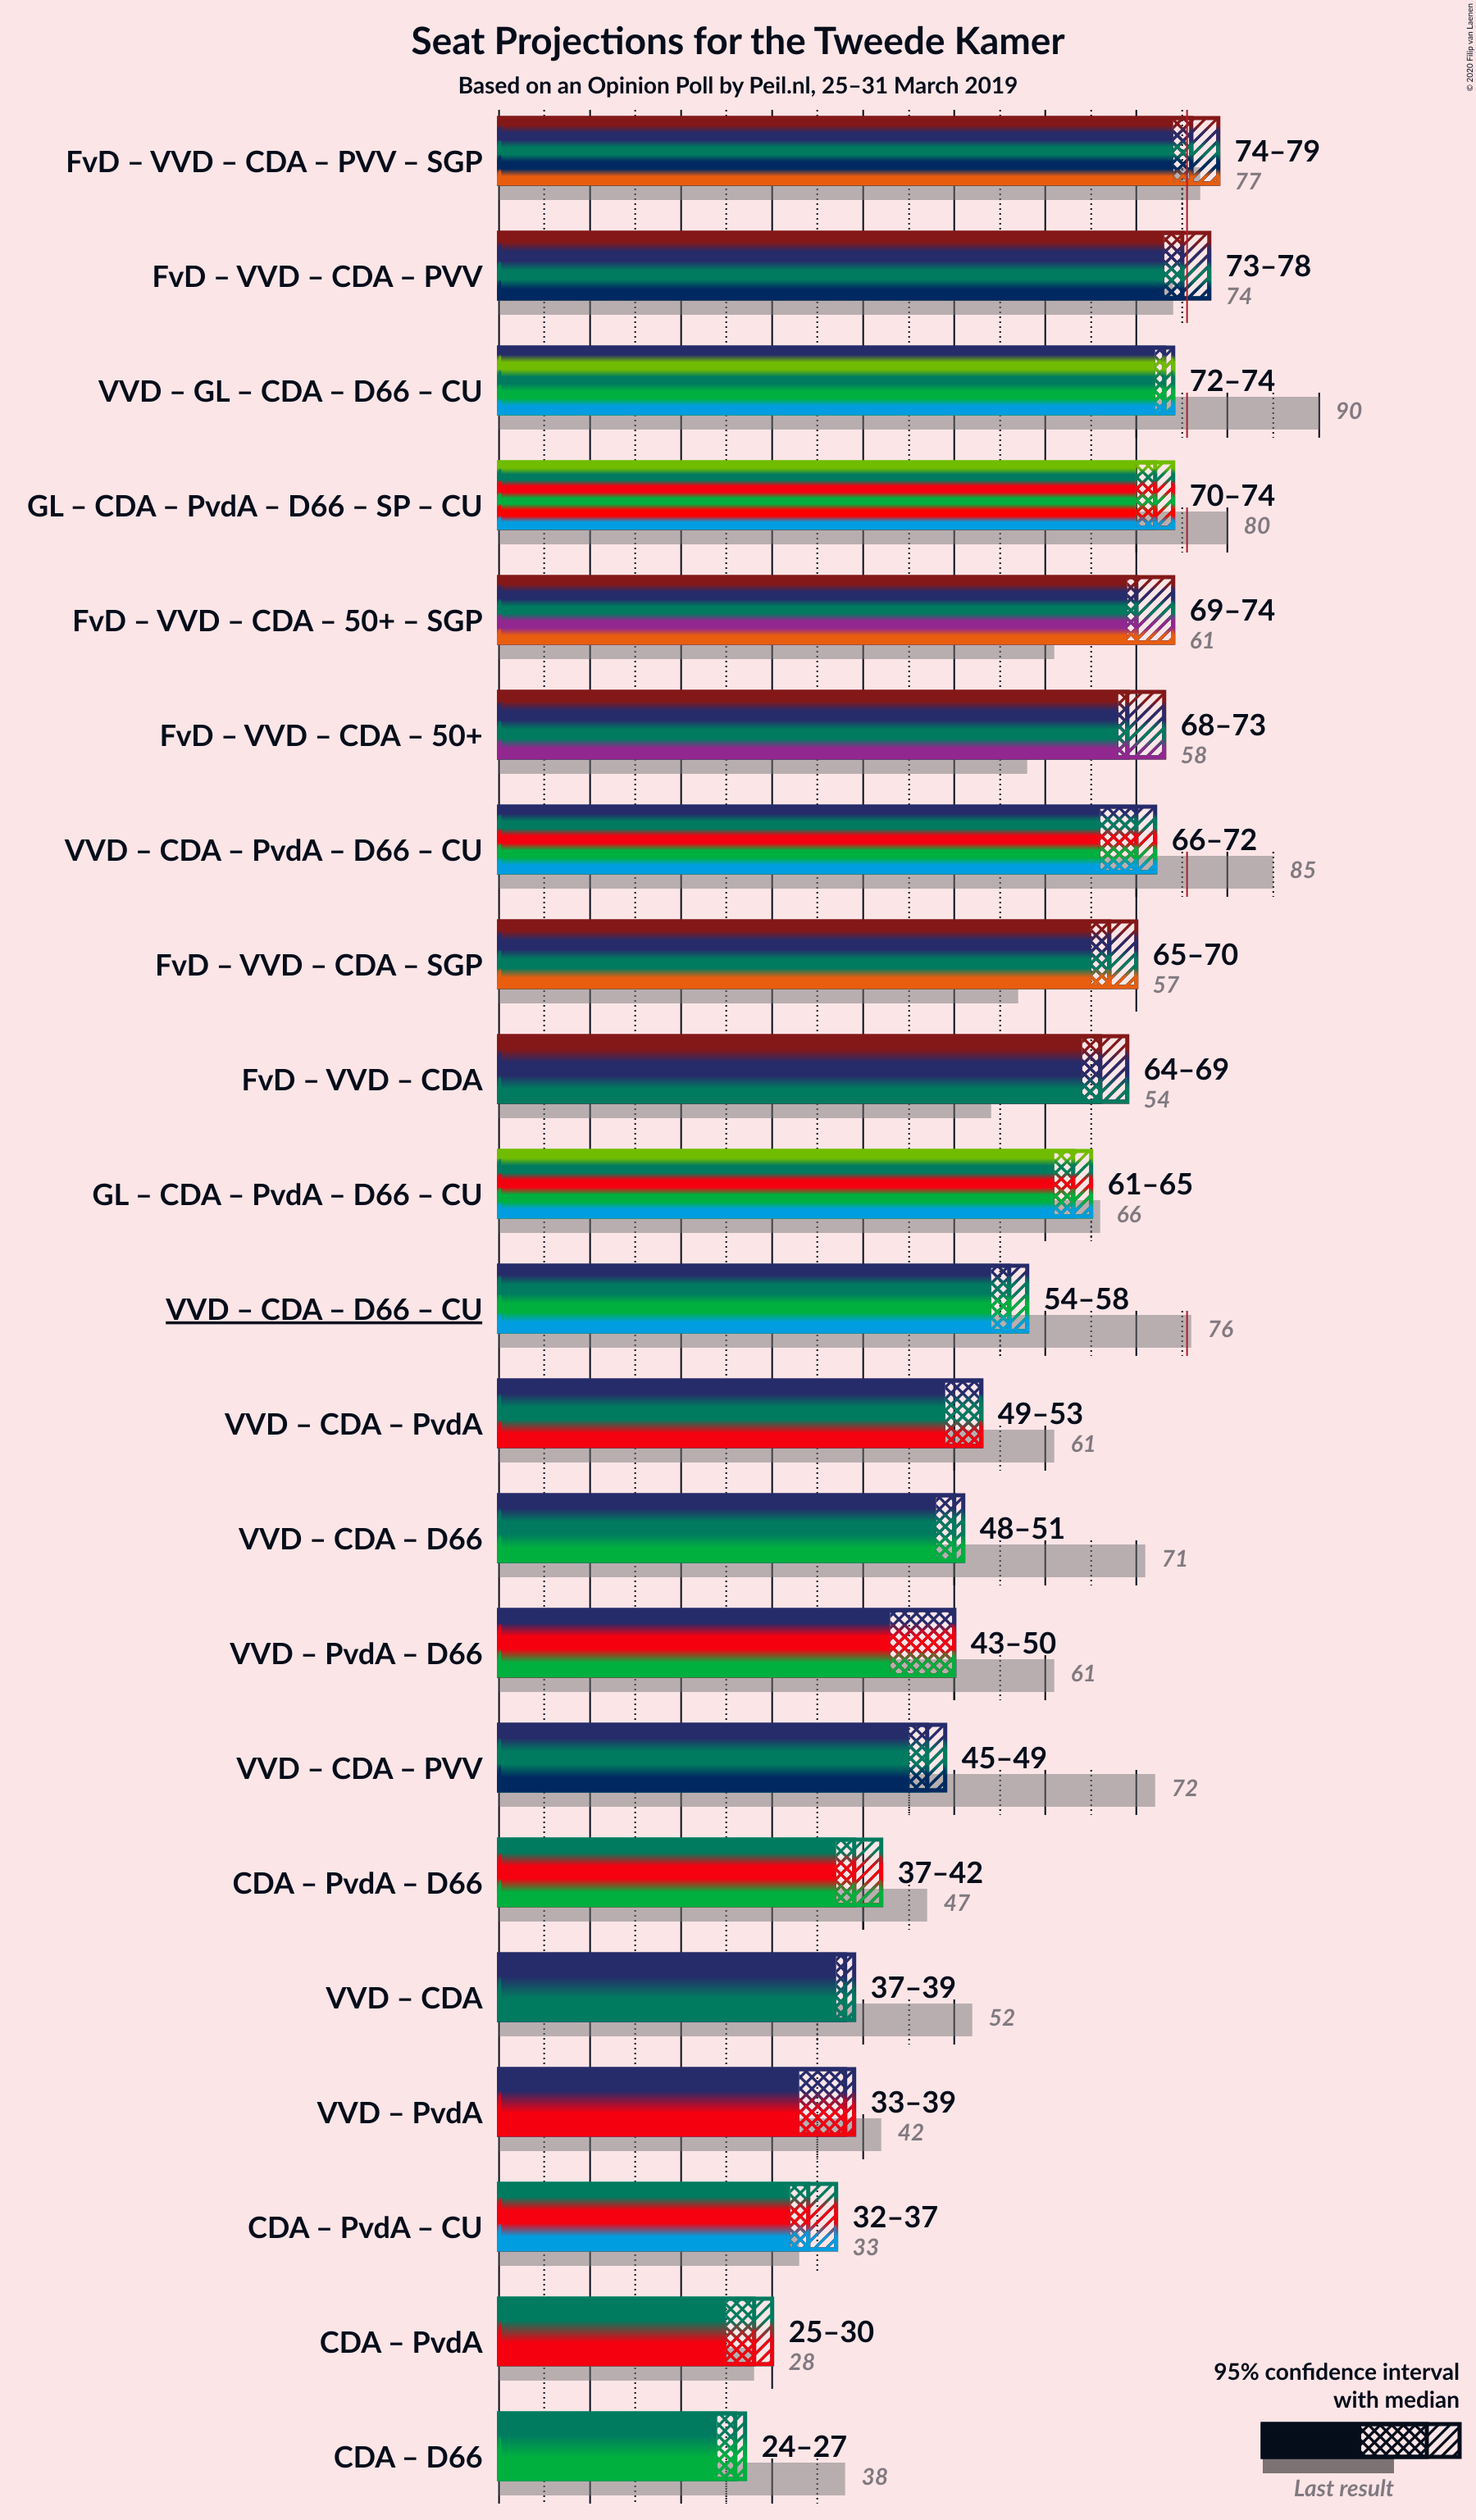 Seat Projections for the Tweede Kamer
Based on an Opinion Poll by Peil.nl, 25–31 March 2019
© 2020 Filip van Laenen
FvD – VVD – CDA – PVV – SGP
74–79
77
FvD – VVD – CDA – PVV
73–78
74
VVD – GL – CDA – D66 – CU
72–74
90
GL – CDA – PvdA – D66 – SP – CU
70–74
80
FvD – VVD – CDA – 50+ – SGP
69–74
61
FvD – VVD – CDA – 50+
68–73
58
VVD – CDA – PvdA – D66 – CU
66–72
85
FvD – VVD – CDA – SGP
65–70
57
FvD – VVD – CDA
64–69
54
GL – CDA – PvdA – D66 – CU
61–65
66
VVD – CDA – D66 – CU
54–58
76
VVD – CDA – PvdA
49–53
61
VVD – CDA – D66
48–51
71
VVD – PvdA – D66
43–50
61
VVD – CDA – PVV
45–49
72
CDA – PvdA – D66
37–42
47
VVD – CDA
37–39
52
VVD – PvdA
33–39
42
CDA – PvdA – CU
32–37
33
CDA – PvdA
25–30
28
CDA – D66
24–27
38
95% confidence interval
with median
Last result